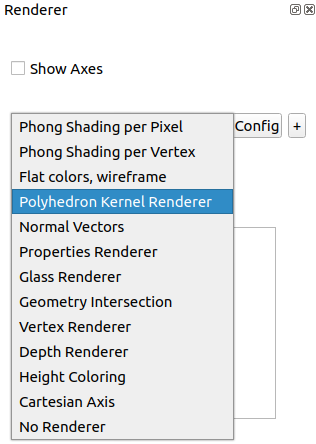 Renderer
Show Axes
Phong Shading per Pixel
Config
+
Phong Shading per Vertex
Flat colors, wireframe
Polyhedron Kernel Renderer
Normal Vectors
Properties Renderer
Glass Renderer
Geometry Intersection
Vertex Renderer
Depth Renderer
Height Coloring
Cartesian Axis
No Renderer